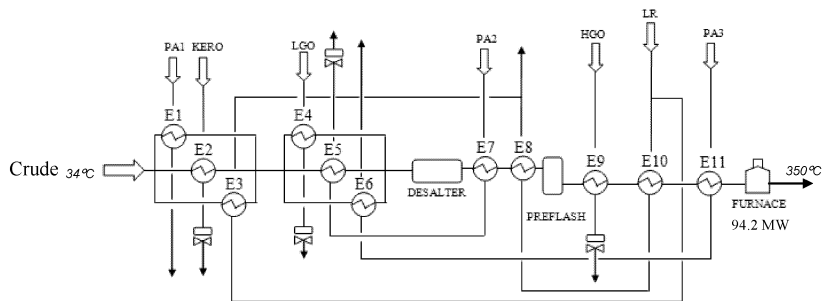 LR
PA1 KERO LGO PA2 HGO PA3
E1 E4
E2 E5 E7 E8 E9 E10 E11
Crude 34°C 350°C
E3 E6 DESALTER
PREFLASH FURNACE
94.2 MW